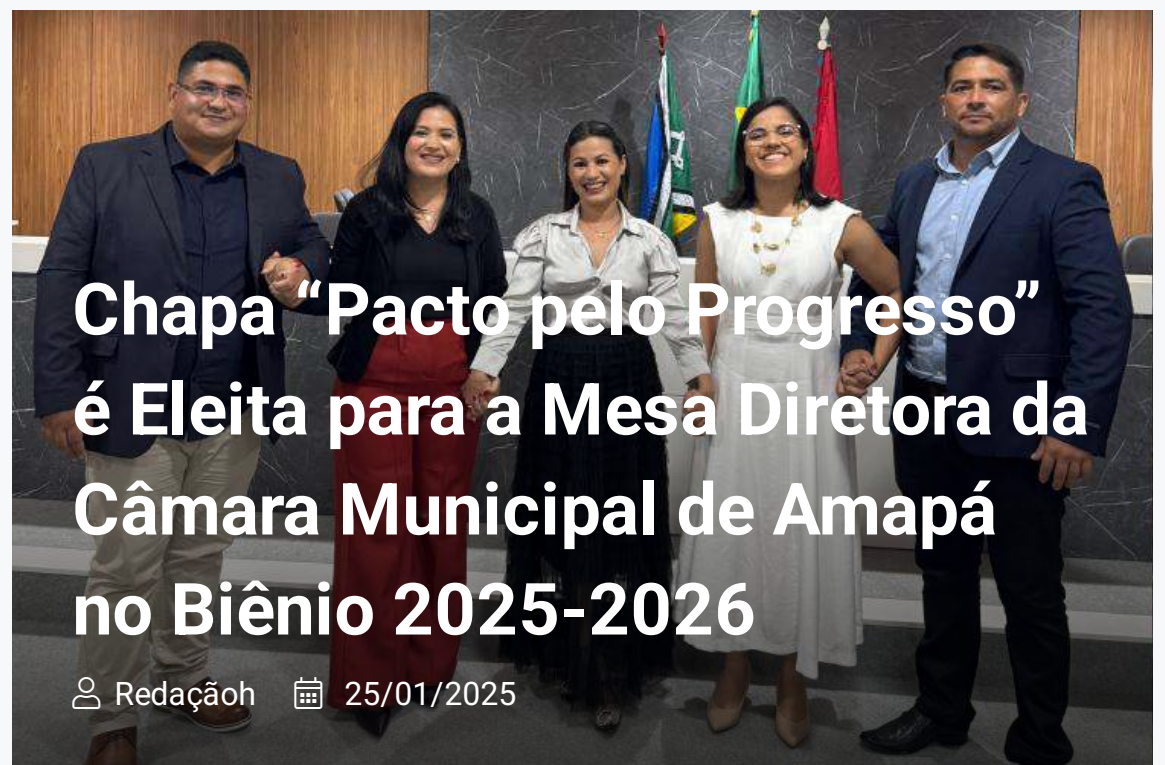 Chapa “Pacto pelo Progresso”
é Eleita para a Mesa Diretora da
Câmara Municipal de Amapá
no Biênio 2025-2026
Redaçãoh 25/01/2025